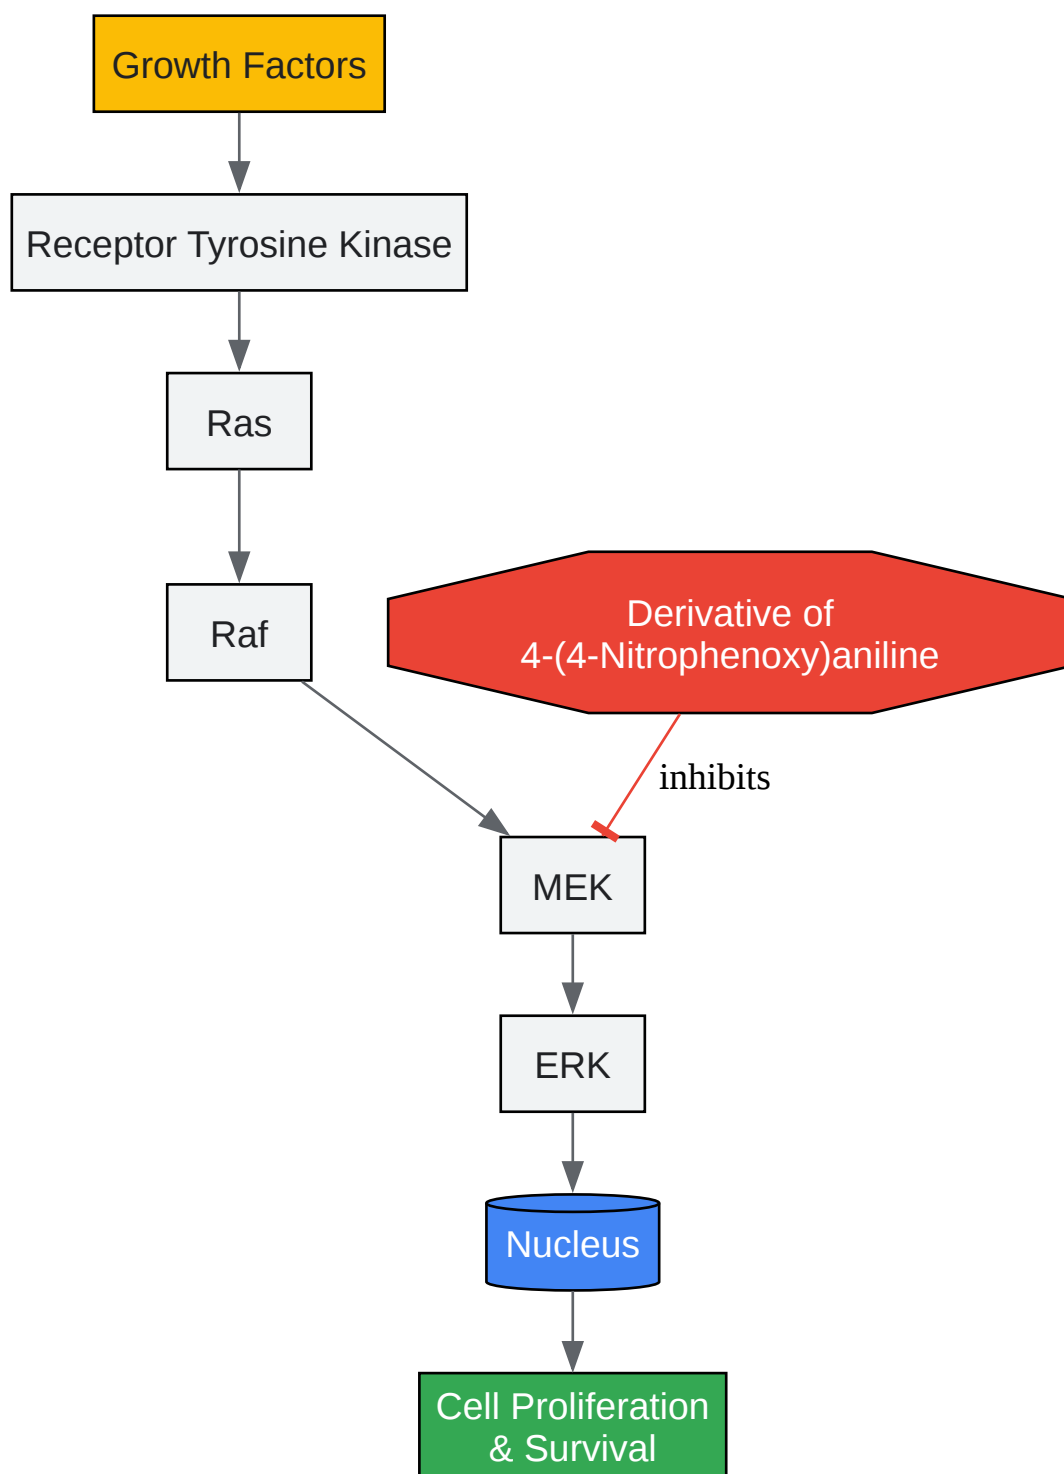 Growth Factors
Receptor Tyrosine Kinase
Ras
Raf
Derivative of
4-(4-Nitrophenoxy)aniline
inhibits
MEK
ERK
Nucleus
Cell Proliferation
& Survival